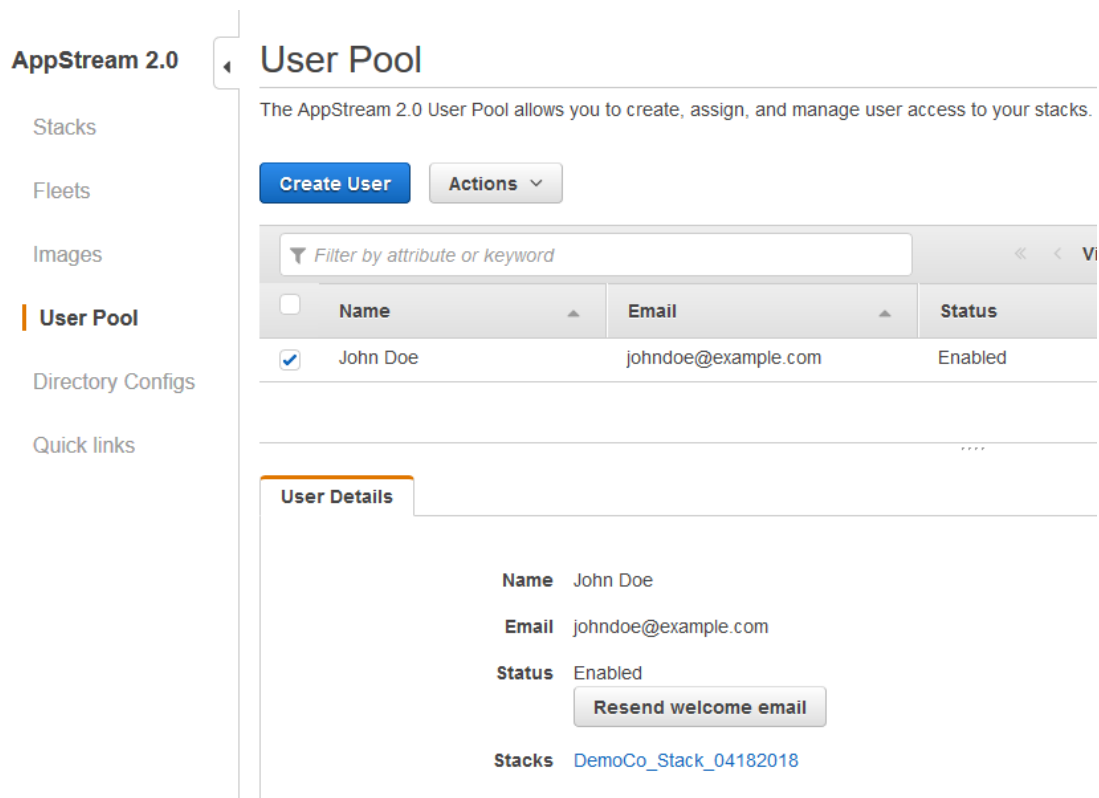 AppStream 2.0
Stacks
Fleets
Images
User Pool
Directory Configs
Quick links
User Pool
The AppStream 2.0 User Pool allows you to create, assign, and manage user access to your stacks.
Create User Actions
Filter by attribute or keyword
Name Email Status
John Doe johndoe@example.com Enabled
User Details
Name John Doe
Email johndoe@example.com
Status Enabled
Resend welcome email
Stacks DemoCo_Stack_04182018